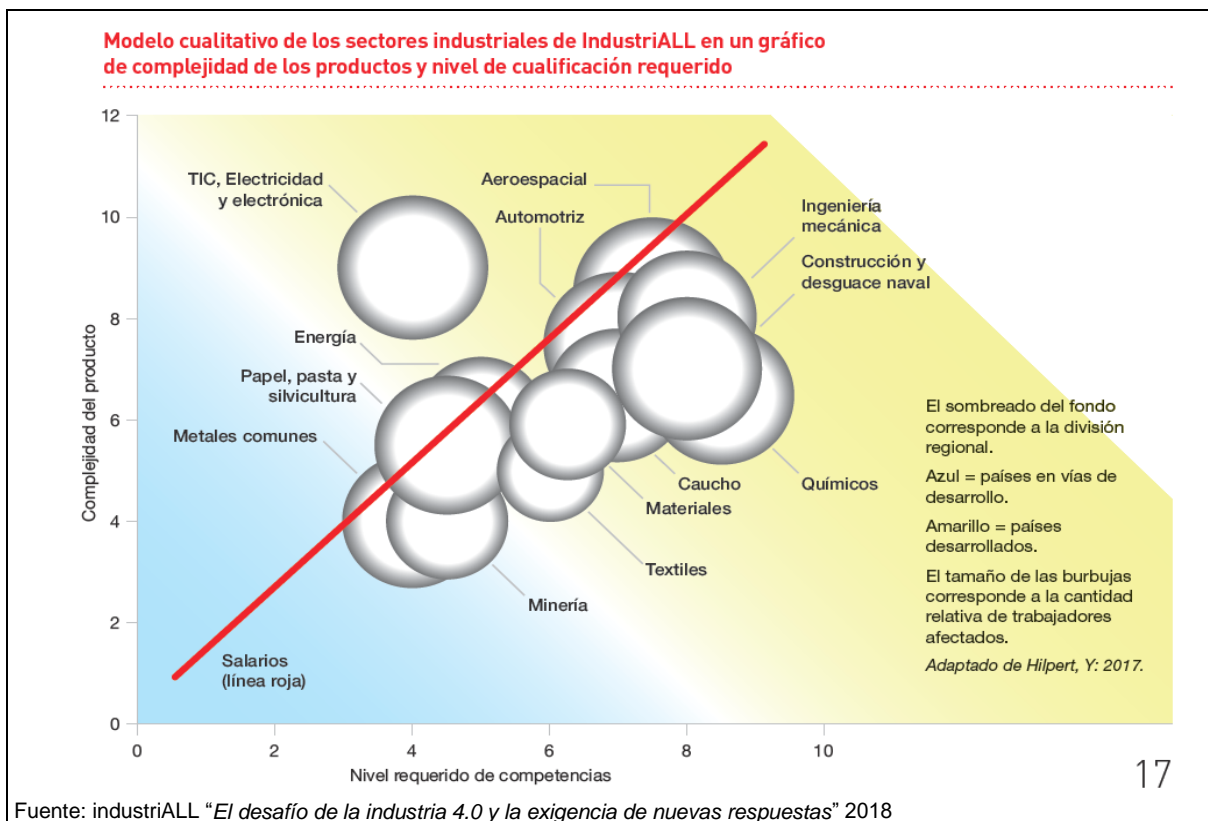 Modelo cualitativo de los sectores industriales de IndustriALL en un gráfico
de complejidad de los productos y nivel de cualificación requerido
Complejidad del producto
12
10
8
6
4
2
0
TIC, Electricidad
y electrónica
Aeroespacial
Automotriz
Ingeniería
mecánica
Construcción y
desguace naval
Energía
Papel, pasta y
silvicultura
Metales comunes
Caucho
Materiales
Químicos
Textiles
Minería
Salarios
(línea roja)
El sombreado del fondo
corresponde a la división
regional.
Azul = países en vías de
desarrollo.
Amarillo = países
desarrollados.
El tamaño de las burbujas
corresponde a la cantidad
relativa de trabajadores
afectados.
Adaptado de Hilpert, Y: 2017.
0 2 4 6 8 10
Nivel requerido de competencias
17
Fuente: industriALL “El desafío de la industria 4.0 y la exigencia de nuevas respuestas” 2018